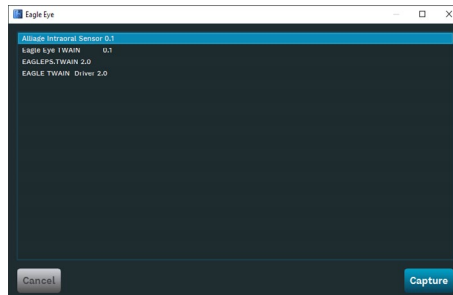 Eagle Eye
Alliage Intraoral Sensor 0.1
Eagle Eye TWAIN 0.1
EAGLEPS.TWAIN 2.0
EAGLE TWAIN Driver 2.0
Cancel
Capture